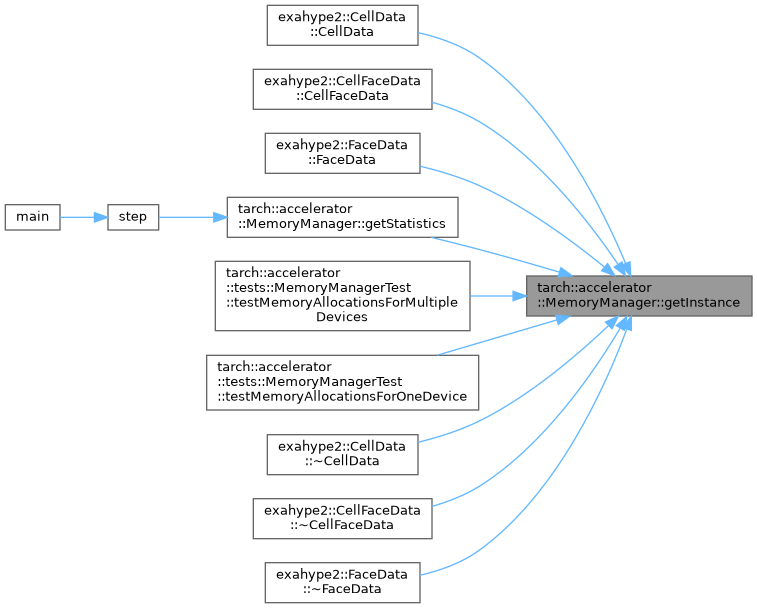 exahype2::CellData
::CellData
exahype2::CellFaceData
::CellFaceData
exahype2::FaceData
::FaceData
main
step
tarch::accelerator
::MemoryManager::getStatistics
tarch::accelerator
::tests::MemoryManagerTest
::testMemoryAllocationsForMultiple
Devices
tarch::accelerator
::MemoryManager::getInstance
tarch::accelerator
::tests::MemoryManagerTest
::testMemoryAllocationsForOneDevice
exahype2::CellData
::~CellData
exahype2::CellFaceData
::~CellFaceData
exahype2::FaceData
::~FaceData